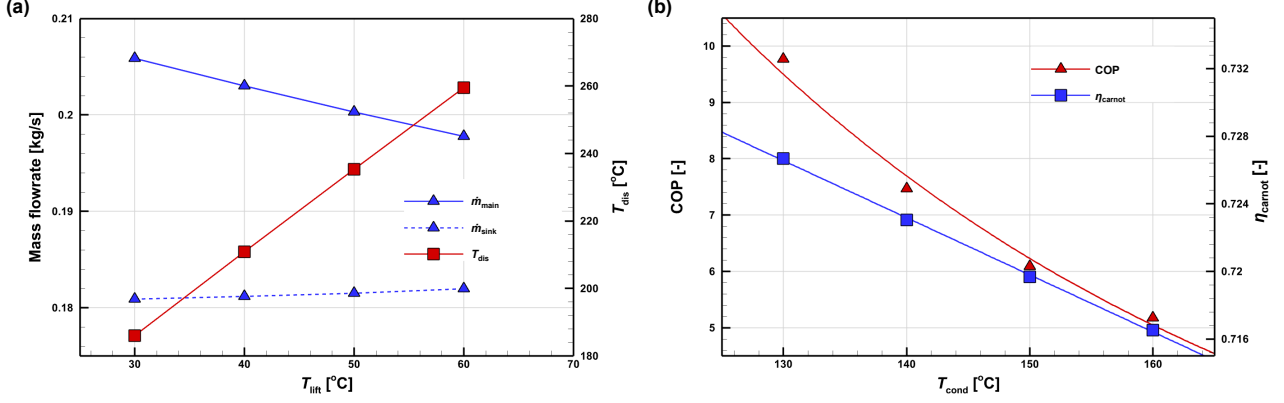 (a)
0.21
0.2
0.19
0.18
Mass flowrate [kg/s]
280
260
240
220
200
180
T_dis [°C]
ṁ_main
ṁ_sink
T_dis
30 40 50 60 70
T_lift [°C]
(b)
10
9
8
7
6
5
COP [-]
0.732
0.728
0.724
0.72
0.716
η_carnot [-]
COP
η_carnot
130 140 150 160
T_cond [°C]